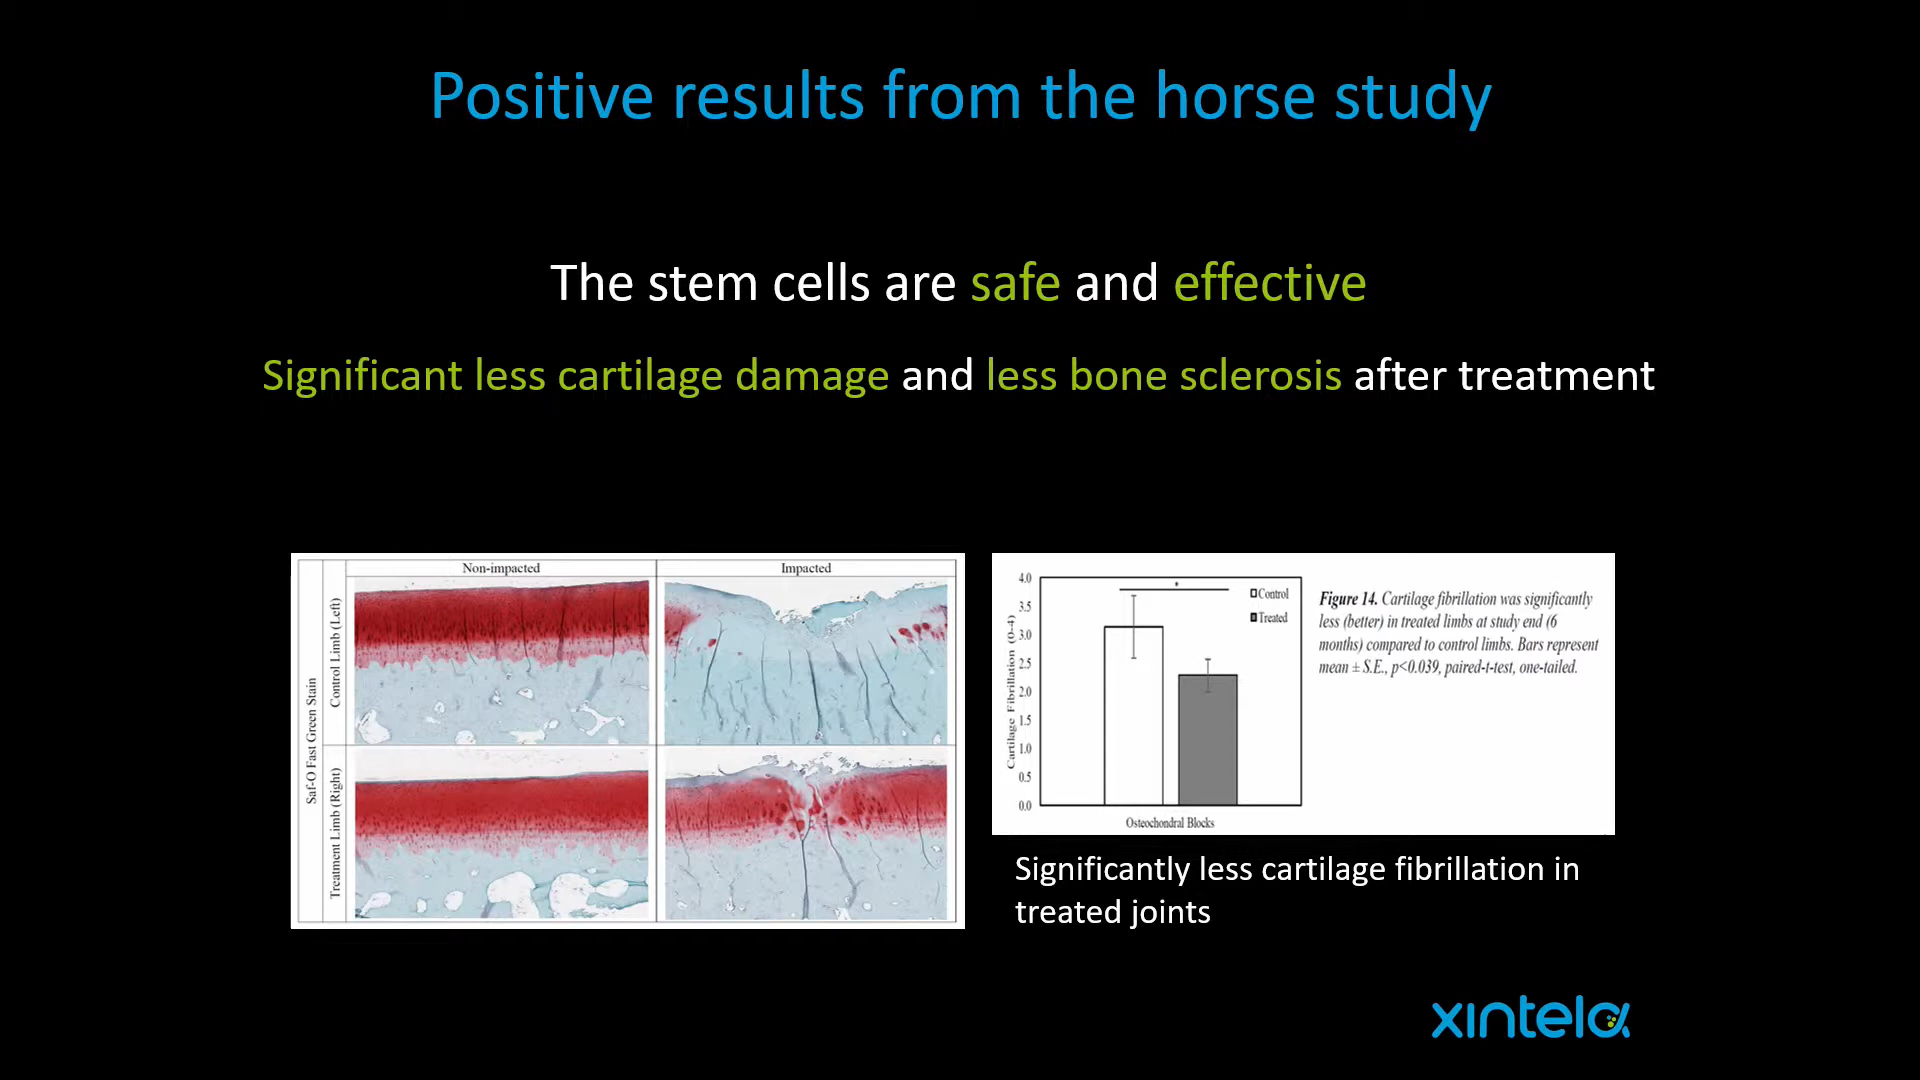 Positive results from the horse study
The stem cells are safe and effective
Significant less cartilage damage and less bone sclerosis after treatment
Non-impacted
Impacted
Saf-O Fast Green Stain
Control Limb (Left)
Treatment Limb (Right)
4.0
3.5
3.0
2.5
2.0
1.5
1.0
0.5
0.0
Cartilage Fibrillation (0-4)
*
Control
Treated
Osteochondral Blocks
Figure 14. Cartilage fibrillation was significantly
less (better) in treated limbs at study end (6
months) compared to control limbs. Bars represent
mean ± S.E., p<0.039, paired-t-test, one-tailed.
Significantly less cartilage fibrillation in
treated joints
xintela